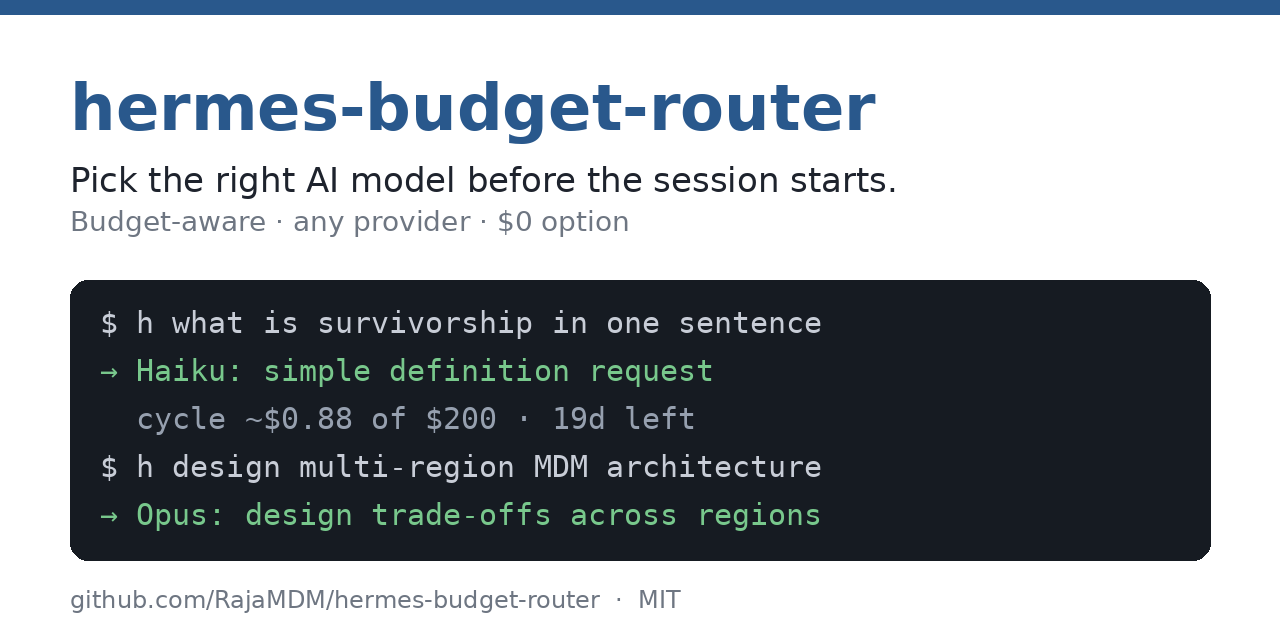 hermes-budget-router
Pick the right AI model before the session starts.
Budget-aware · any provider · $0 option
$ h what is survivorship in one sentence
→ Haiku: simple definition request
cycle ~$0.88 of $200 · 19d left
$ h design multi-region MDM architecture
→ Opus: design trade-offs across regions
github.com/RajaMDM/hermes-budget-router · MIT